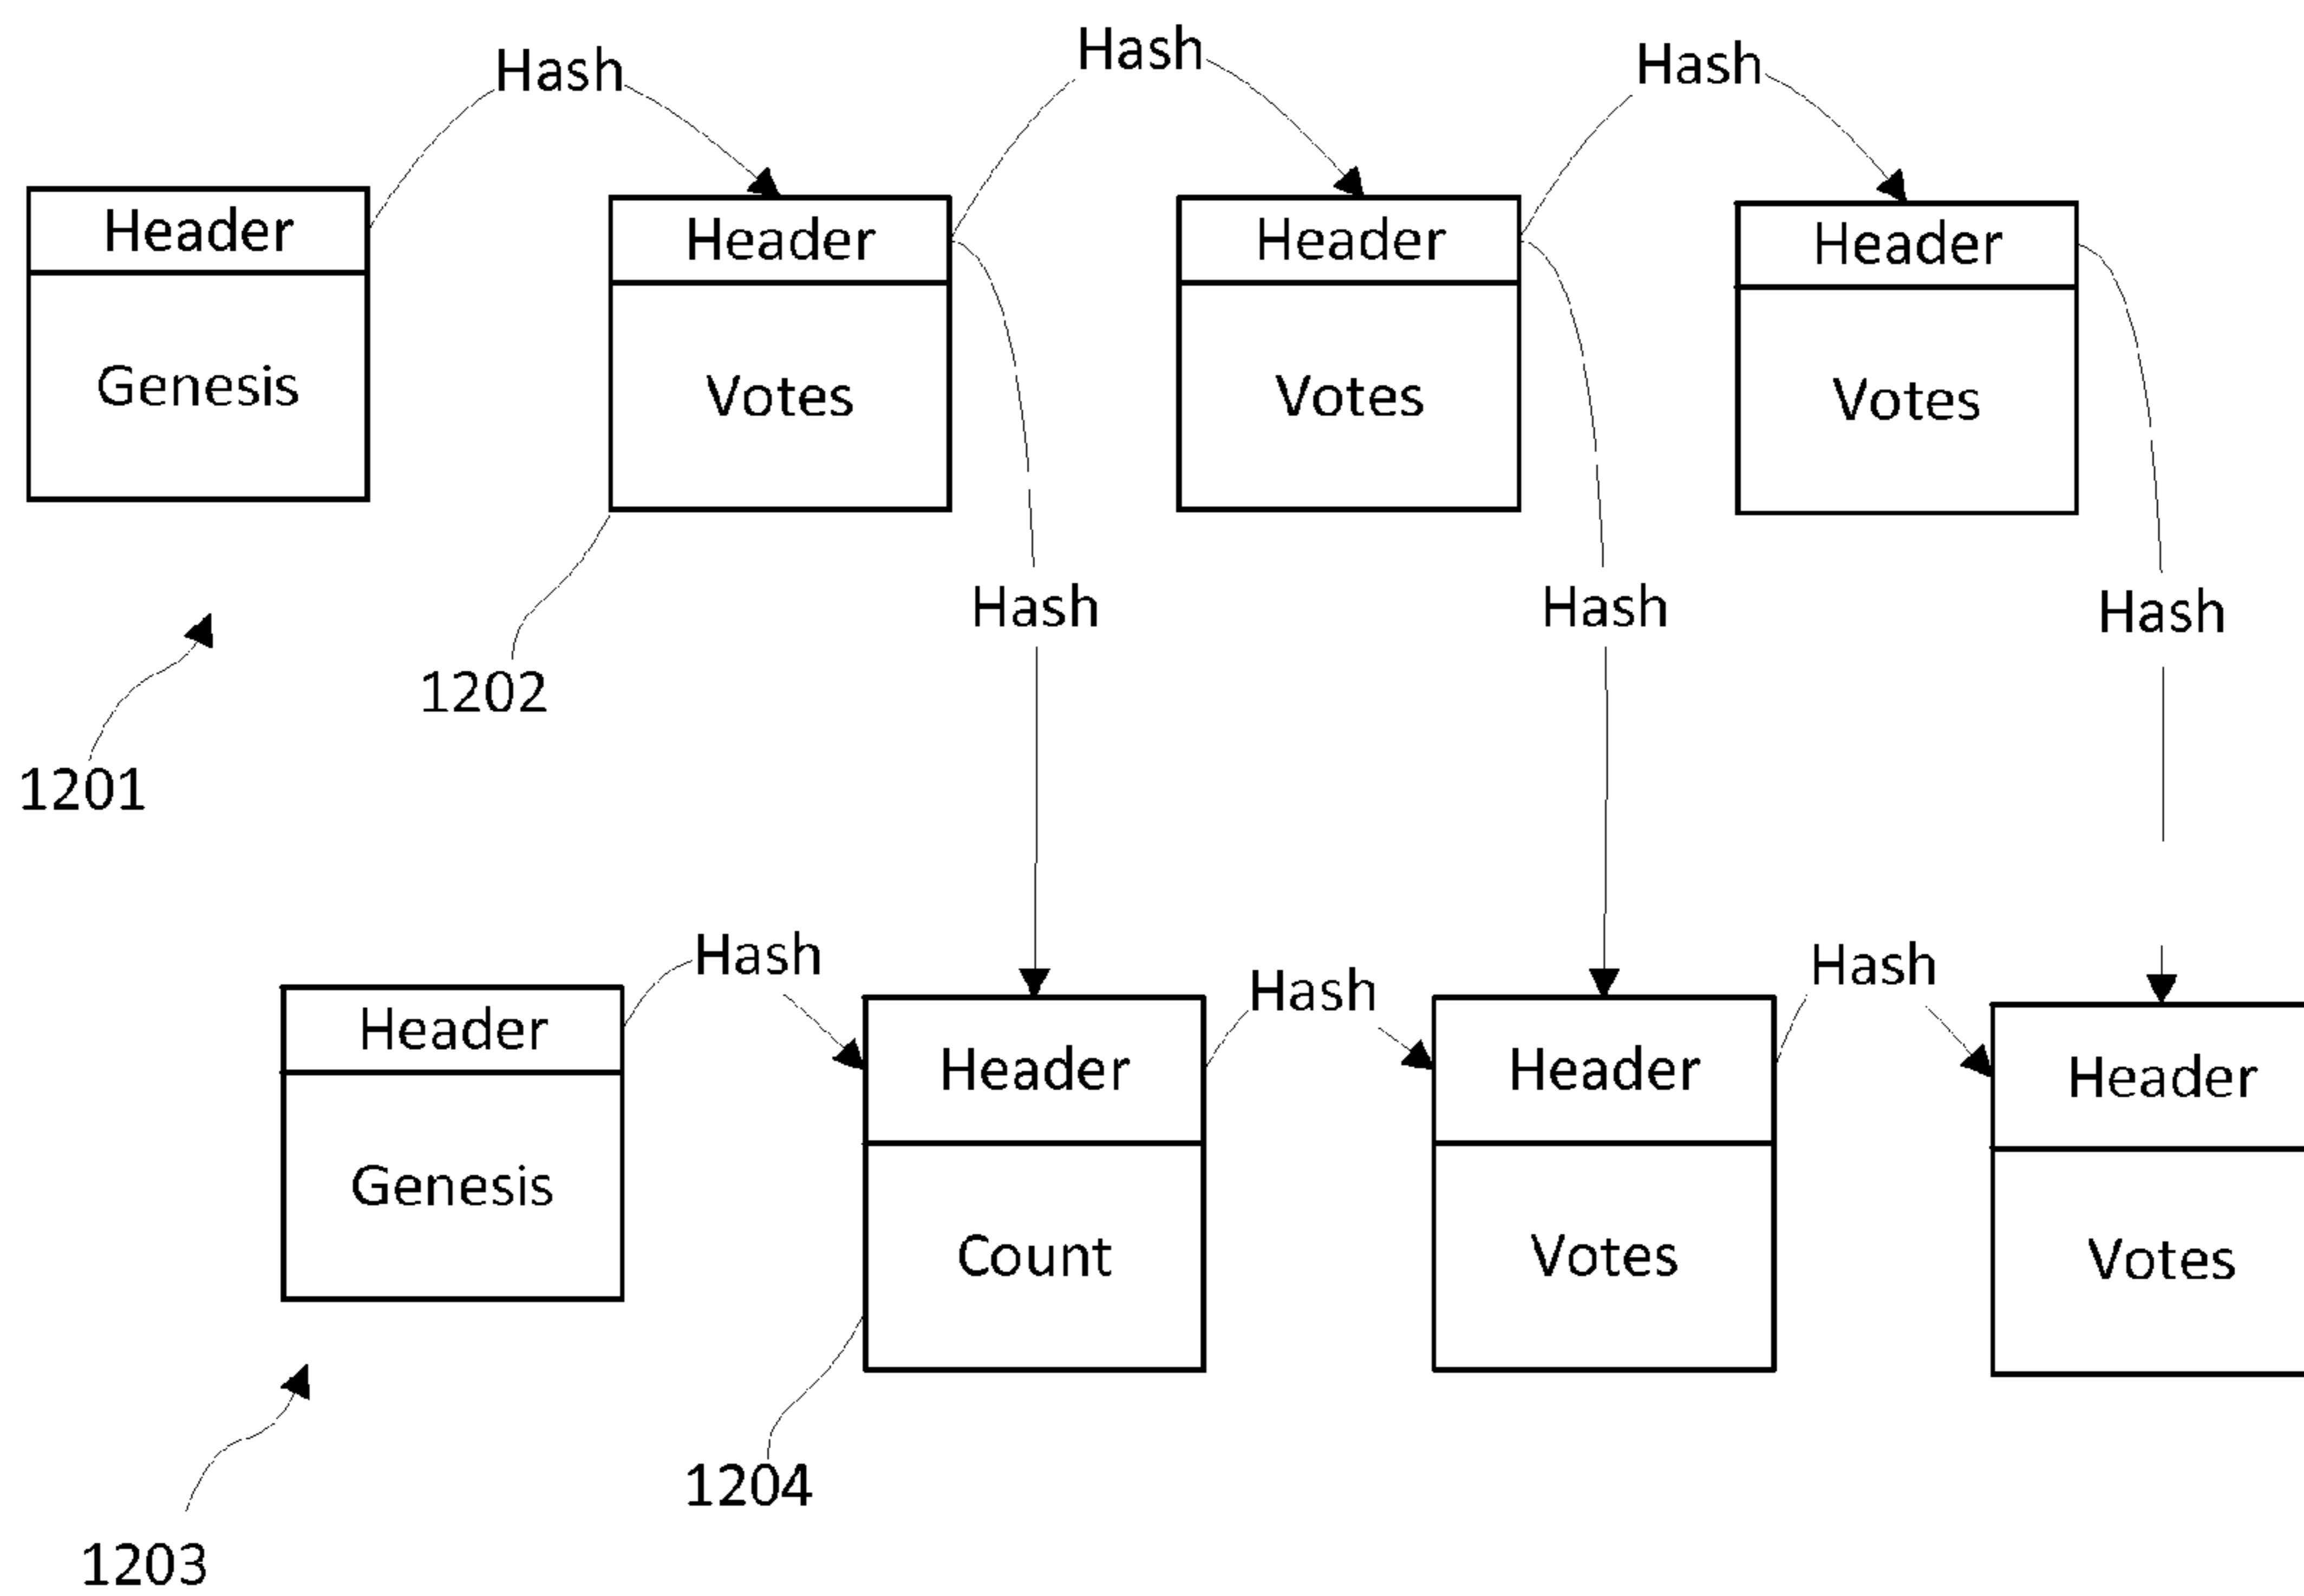 Hash
Hash
Hash
Header
Header
Header
Header
Genesis
Votes
Votes
Votes
Hash
Hash
Hash
1202
1201
Hash
Hash
Hash
Header
Header
Header
Header
Genesis
Count
Votes
Votes
1204
1203